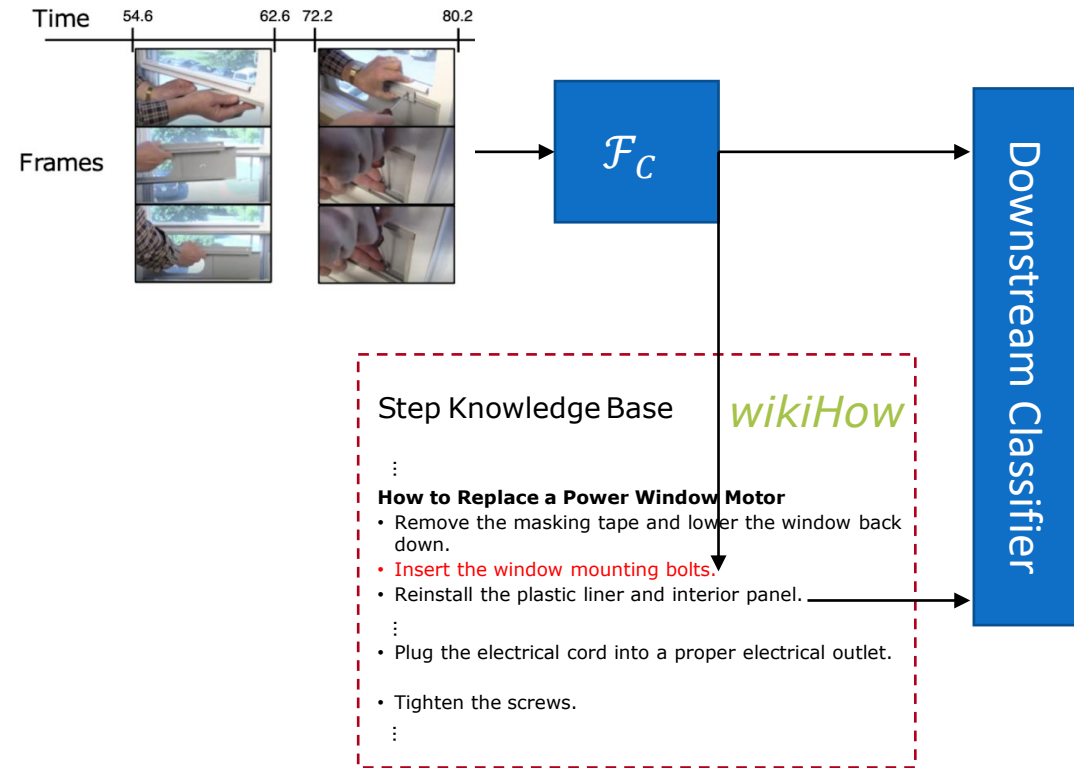 Time 54.6 62.6 72.2 80.2
Frames
ℱ_C
Downstream Classifier
Step Knowledge Base
wikiHow
⋮
How to Replace a Power Window Motor
• Remove the masking tape and lower the window back
down.
• Insert the window mounting bolts.
• Reinstall the plastic liner and interior panel.
⋮
• Plug the electrical cord into a proper electrical outlet.
• Tighten the screws.
⋮